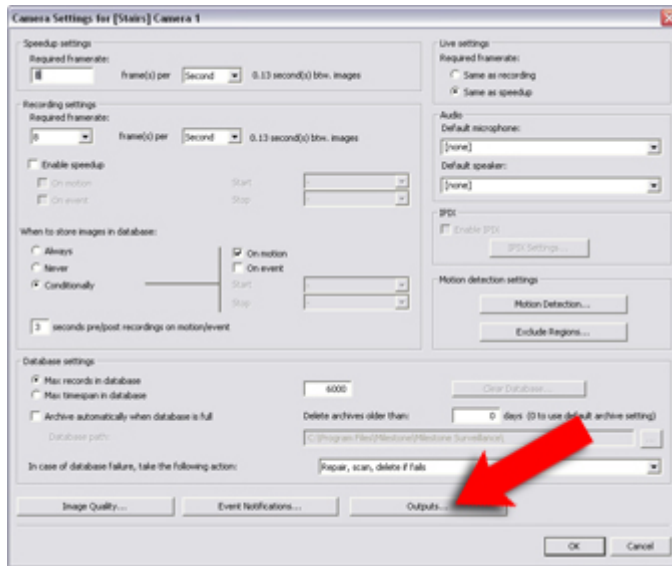 Camera Settings for [Stairs] Camera 1
Speedup settings
Required framerate:
8 frame(s) per Second 0.13 second(s) btw. images
Recording settings
Required framerate:
8 frame(s) per Second 0.13 second(s) btw. images
Enable speedup
On motion Start -
On event Stop -
When to store images in database:
Always
Never
Conditionally
On motion
On event
Start -
Stop -
3 seconds pre/post recordings on motion/event
Live settings
Required framerate:
Same as recording
Same as speedup
Audio
Default microphone:
[none]
Default speaker:
[none]
IPIX
Enable IPIX
IPIX Settings...
Motion detection settings
Motion Detection...
Exclude Regions...
Database settings
Max records in database 6000 Clear Database...
Max timespan in database
Archive automatically when database is full Delete archives older than: 0 days (0 to use default archive setting)
Database path: C:\Program Files\Milestone\Milestone Surveillance\ ...
In case of database failure, take the following action: Repair, scan, delete if fails
Image Quality... Event Notifications... Outputs...
OK Cancel